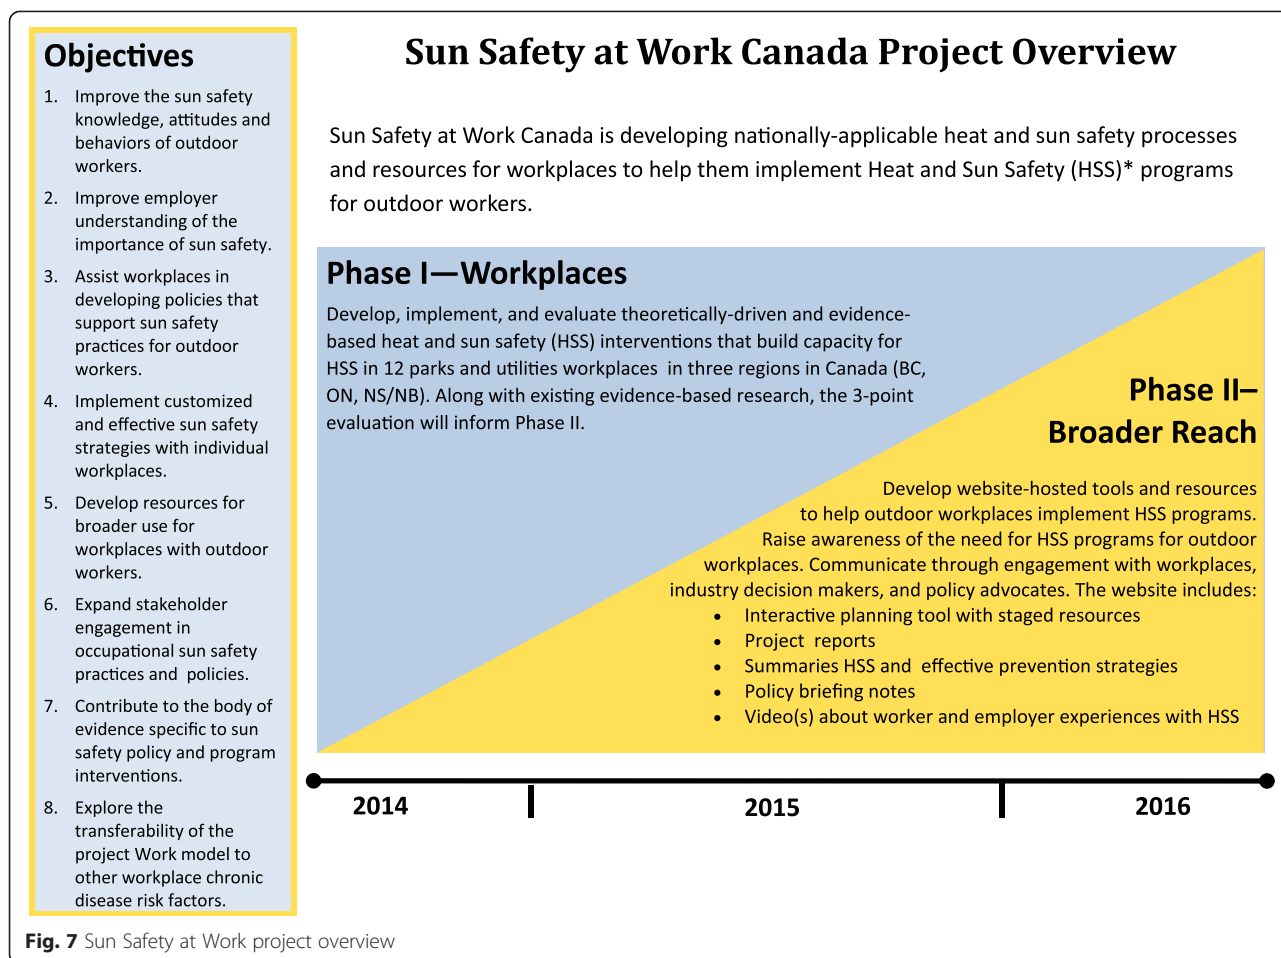 Objectives
1. Improve the sun safety
knowledge, attitudes and
behaviors of outdoor
workers.
2. Improve employer
understanding of the
importance of sun safety.
3. Assist workplaces in
developing policies that
support sun safety
practices for outdoor
workers.
4. Implement customized
and effective sun safety
strategies with individual
workplaces.
5. Develop resources for
broader use for
workplaces with outdoor
workers.
6. Expand stakeholder
engagement in
occupational sun safety
practices and policies.
7. Contribute to the body of
evidence specific to sun
safety policy and program
interventions.
8. Explore the
transferability of the
project Work model to
other workplace chronic
disease risk factors.
Sun Safety at Work Canada Project Overview
Sun Safety at Work Canada is developing nationally-applicable heat and sun safety processes
and resources for workplaces to help them implement Heat and Sun Safety (HSS)* programs
for outdoor workers.
Phase I—Workplaces
Develop, implement, and evaluate theoretically-driven and evidence-
based heat and sun safety (HSS) interventions that build capacity for
HSS in 12 parks and utilities workplaces in three regions in Canada (BC,
ON, NS/NB). Along with existing evidence-based research, the 3-point
evaluation will inform Phase II.
Phase II–
Broader Reach
Develop website-hosted tools and resources
to help outdoor workplaces implement HSS programs.
Raise awareness of the need for HSS programs for outdoor
workplaces. Communicate through engagement with workplaces,
industry decision makers, and policy advocates. The website includes:
• Interactive planning tool with staged resources
• Project reports
• Summaries HSS and effective prevention strategies
• Policy briefing notes
• Video(s) about worker and employer experiences with HSS
2014 2015 2016
Fig. 7 Sun Safety at Work project overview